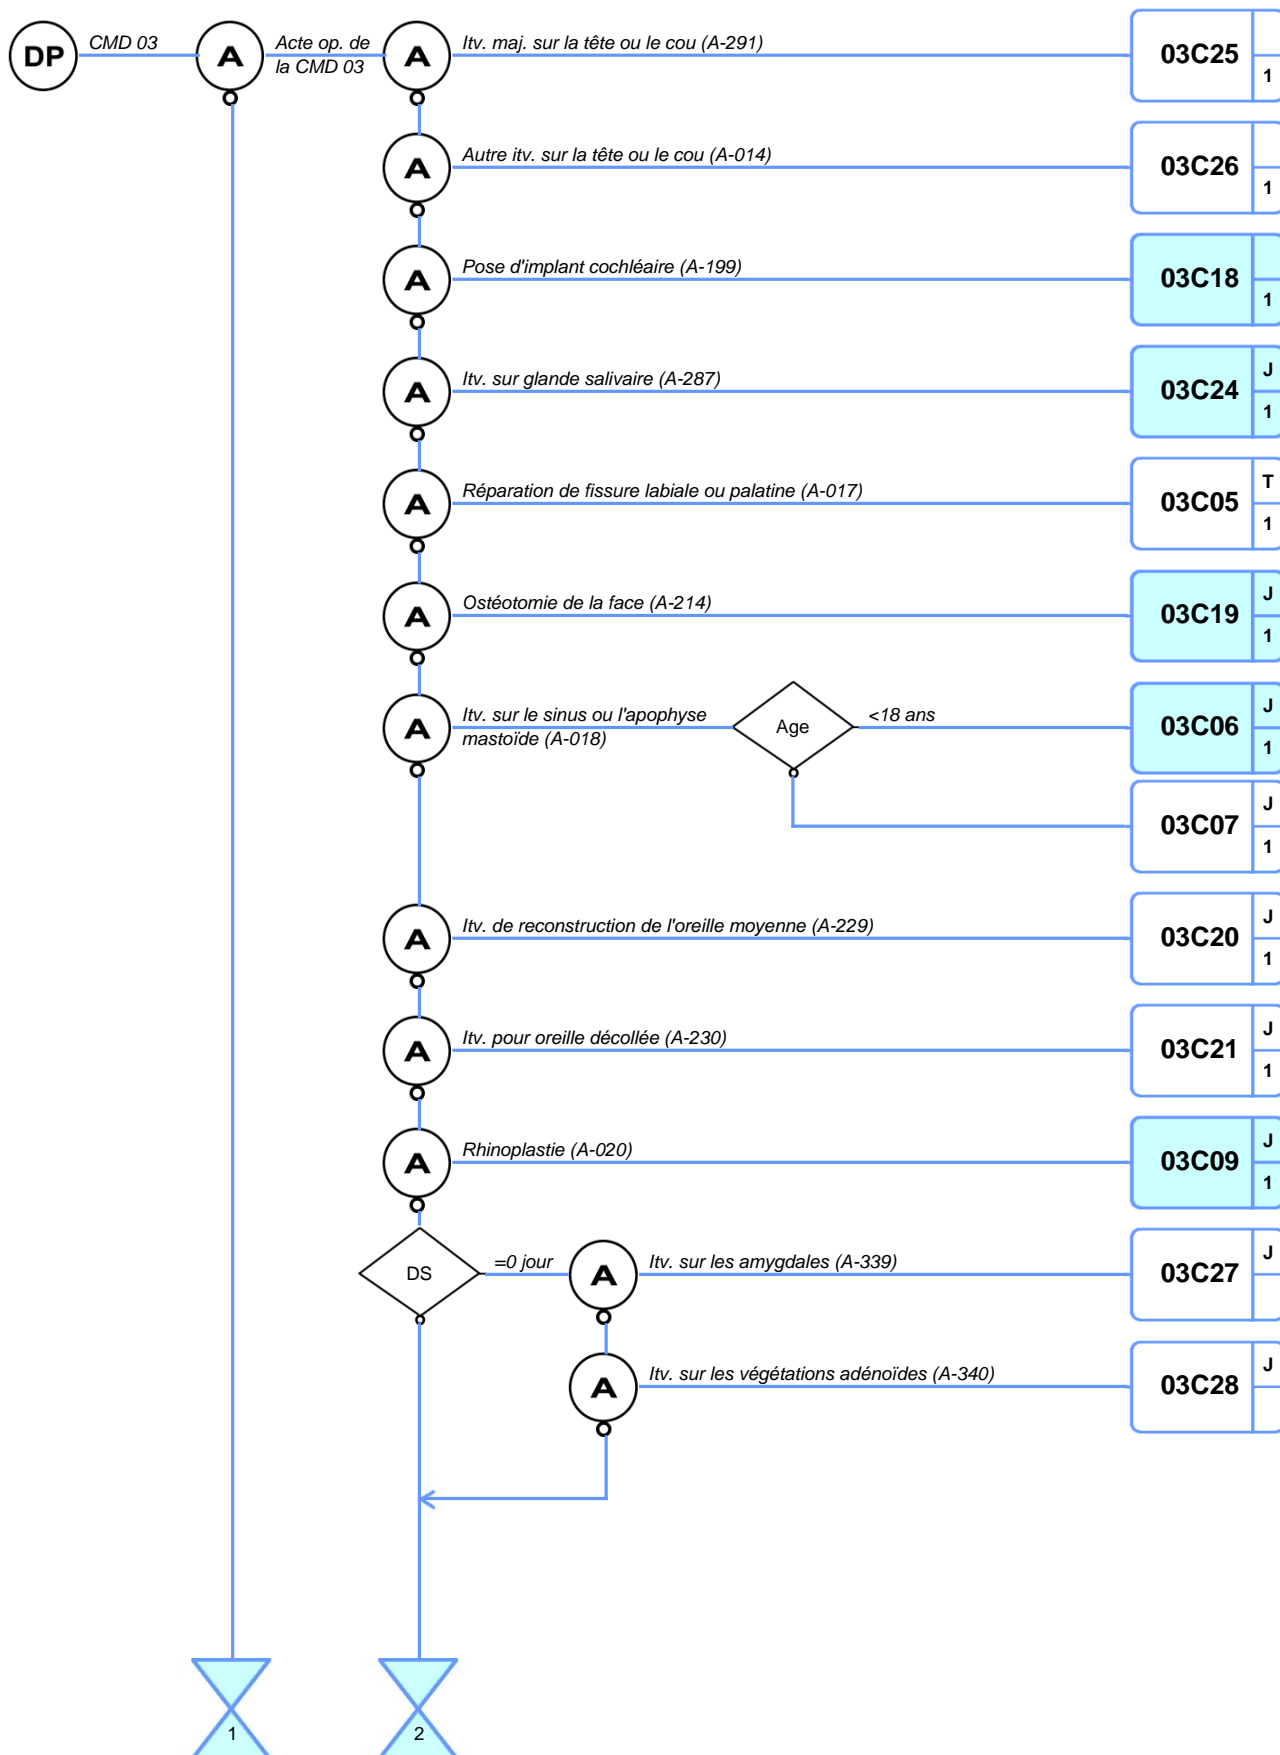 DP
CMD 03
A
Acte op. de
la CMD 03
A
Itv. maj. sur la tête ou le cou (A-291)
03C25
1
A
Autre itv. sur la tête ou le cou (A-014)
03C26
1
A
Pose d'implant cochléaire (A-199)
03C18
1
A
Itv. sur glande salivaire (A-287)
03C24
J
1
A
Réparation de fissure labiale ou palatine (A-017)
03C05
T
1
A
Ostéotomie de la face (A-214)
03C19
J
1
A
Itv. sur le sinus ou l'apophyse
mastoïde (A-018)
Age
<18 ans
03C06
J
1
03C07
J
1
A
Itv. de reconstruction de l'oreille moyenne (A-229)
03C20
J
1
A
Itv. pour oreille décollée (A-230)
03C21
J
1
A
Rhinoplastie (A-020)
03C09
J
1
DS
=0 jour
A
Itv. sur les amygdales (A-339)
03C27
J
A
Itv. sur les végétations adénoïdes (A-340)
03C28
J
1
2